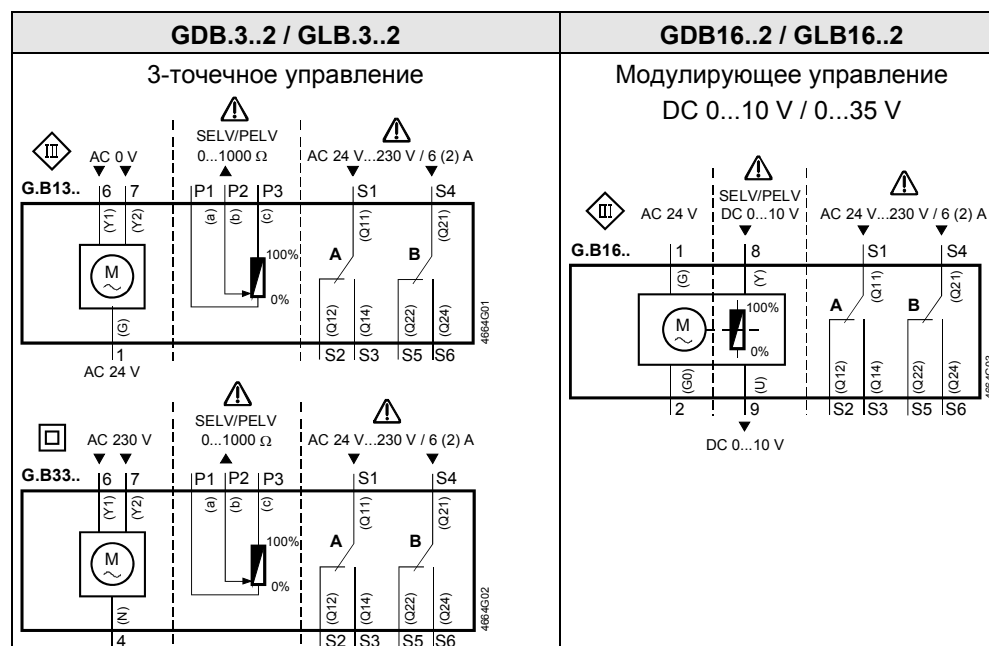 GDB.3..2 / GLB.3..2
3-точечное управление
SELV/PELV
AC 0 V 0...1000 Ω AC 24 V...230 V / 6 (2) A
G.B13.. 6 7 P1 P2 P3 S1 S4
(Y1) (Y2) (a) (b) (c) (Q11) (Q21)
100% A B
M
0%
(G) (Q12) (Q14) (Q22) (Q24)
4664G01
1 S2 S3 S5 S6
AC 24 V
SELV/PELV
AC 230 V 0...1000 Ω AC 24 V...230 V / 6 (2) A
G.B33.. 6 7 P1 P2 P3 S1 S4
(Y1) (Y2) (a) (b) (c) (Q11) (Q21)
100% A B
M
0%
(N) (Q12) (Q14) (Q22) (Q24)
4664G02
4 S2 S3 S5 S6
GDB16..2 / GLB16..2
Модулирующее управление
DC 0...10 V / 0...35 V
III
SELV/PELV
AC 24 V DC 0...10 V AC 24 V...230 V / 6 (2) A
G.B16.. 1 8 S1 S4
(G) (Y) (Q11) (Q21)
100% A B
M
0%
(G0) (U) (Q12) (Q14) (Q22) (Q24)
2 9 S2 S3 S5 S6
DC 0...10 V